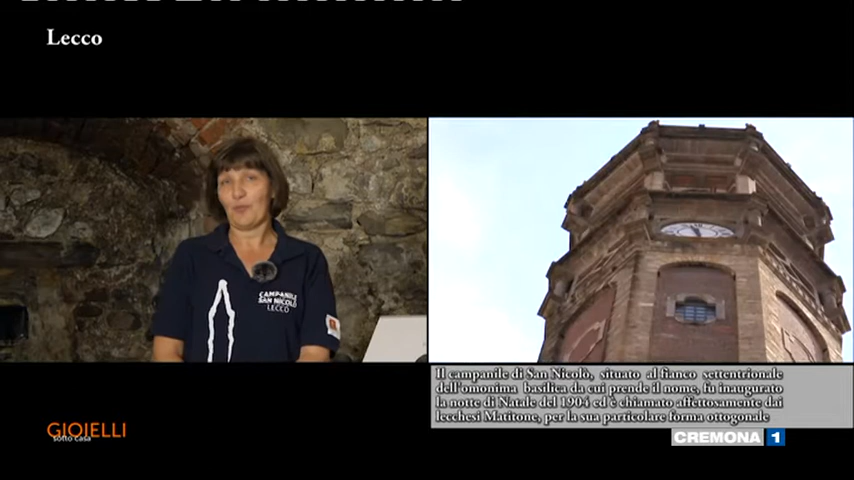 Lecco
CAMPANILE
SAN NICOLÒ
LECCO
Il campanile di San Nicolò, situato al fianco settentrionale
dell'omonima basilica da cui prende il nome, fu inaugurato
la notte di Natale del 1904 ed'è chiamato affettosamente dai
lecchesi Matitone, per la sua particolare forma ottogonale
GIOIELLI
sotto casa
CREMONA 1